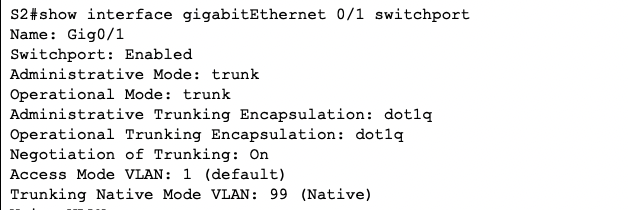 S2#show interface gigabitEthernet 0/1 switchport
Name: Gig0/1
Switchport: Enabled
Administrative Mode: trunk
Operational Mode: trunk
Administrative Trunking Encapsulation: dot1q
Operational Trunking Encapsulation: dot1q
Negotiation of Trunking: On
Access Mode VLAN: 1 (default)
Trunking Native Mode VLAN: 99 (Native)